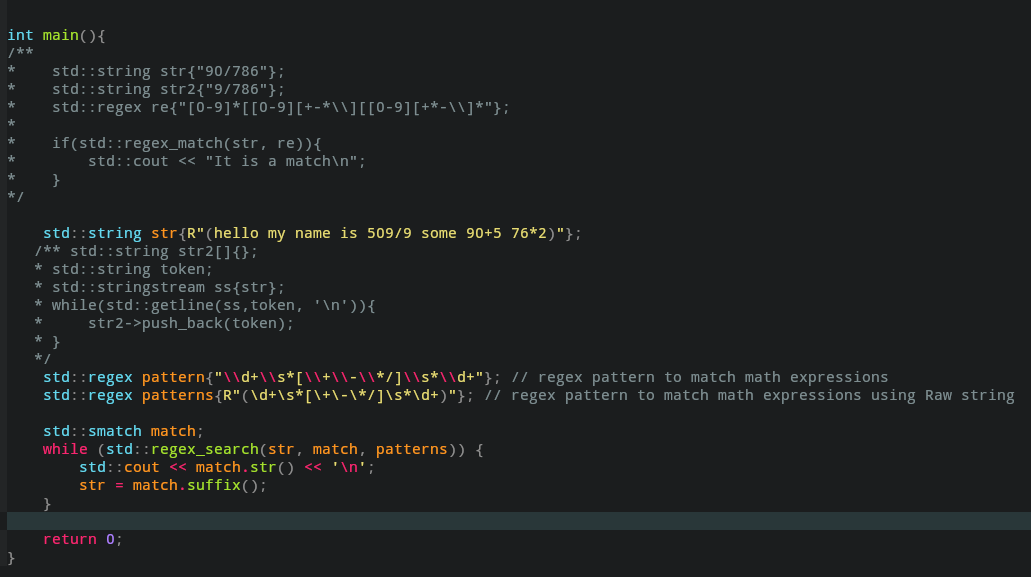 int main(){
/**
*    std::string str{"90/786"};
*    std::string str2{"9/786"};
*    std::regex re{"[0-9]*[[0-9][+-*\\][[0-9][+*-\\]*"};
*
*    if(std::regex_match(str, re)){
*        std::cout << "It is a match\n";
*    }
*/
    std::string str{R"(hello my name is 509/9 some 90+5 76*2)"};
   /** std::string str2[]{};
   * std::string token;
   * std::stringstream ss{str};
   * while(std::getline(ss,token, '\n')){
   *     str2->push_back(token);
   * }
   */
    std::regex pattern{"\\d+\\s*[\\+\\-\\*/]\\s*\\d+"}; // regex pattern to match math expressions
    std::regex patterns{R"(\d+\s*[\+\-\*/]\s*\d+)"}; // regex pattern to match math expressions using Raw string
    std::smatch match;
    while (std::regex_search(str, match, patterns)) {
        std::cout << match.str() << '\n';
        str = match.suffix();
    }
    return 0;
}